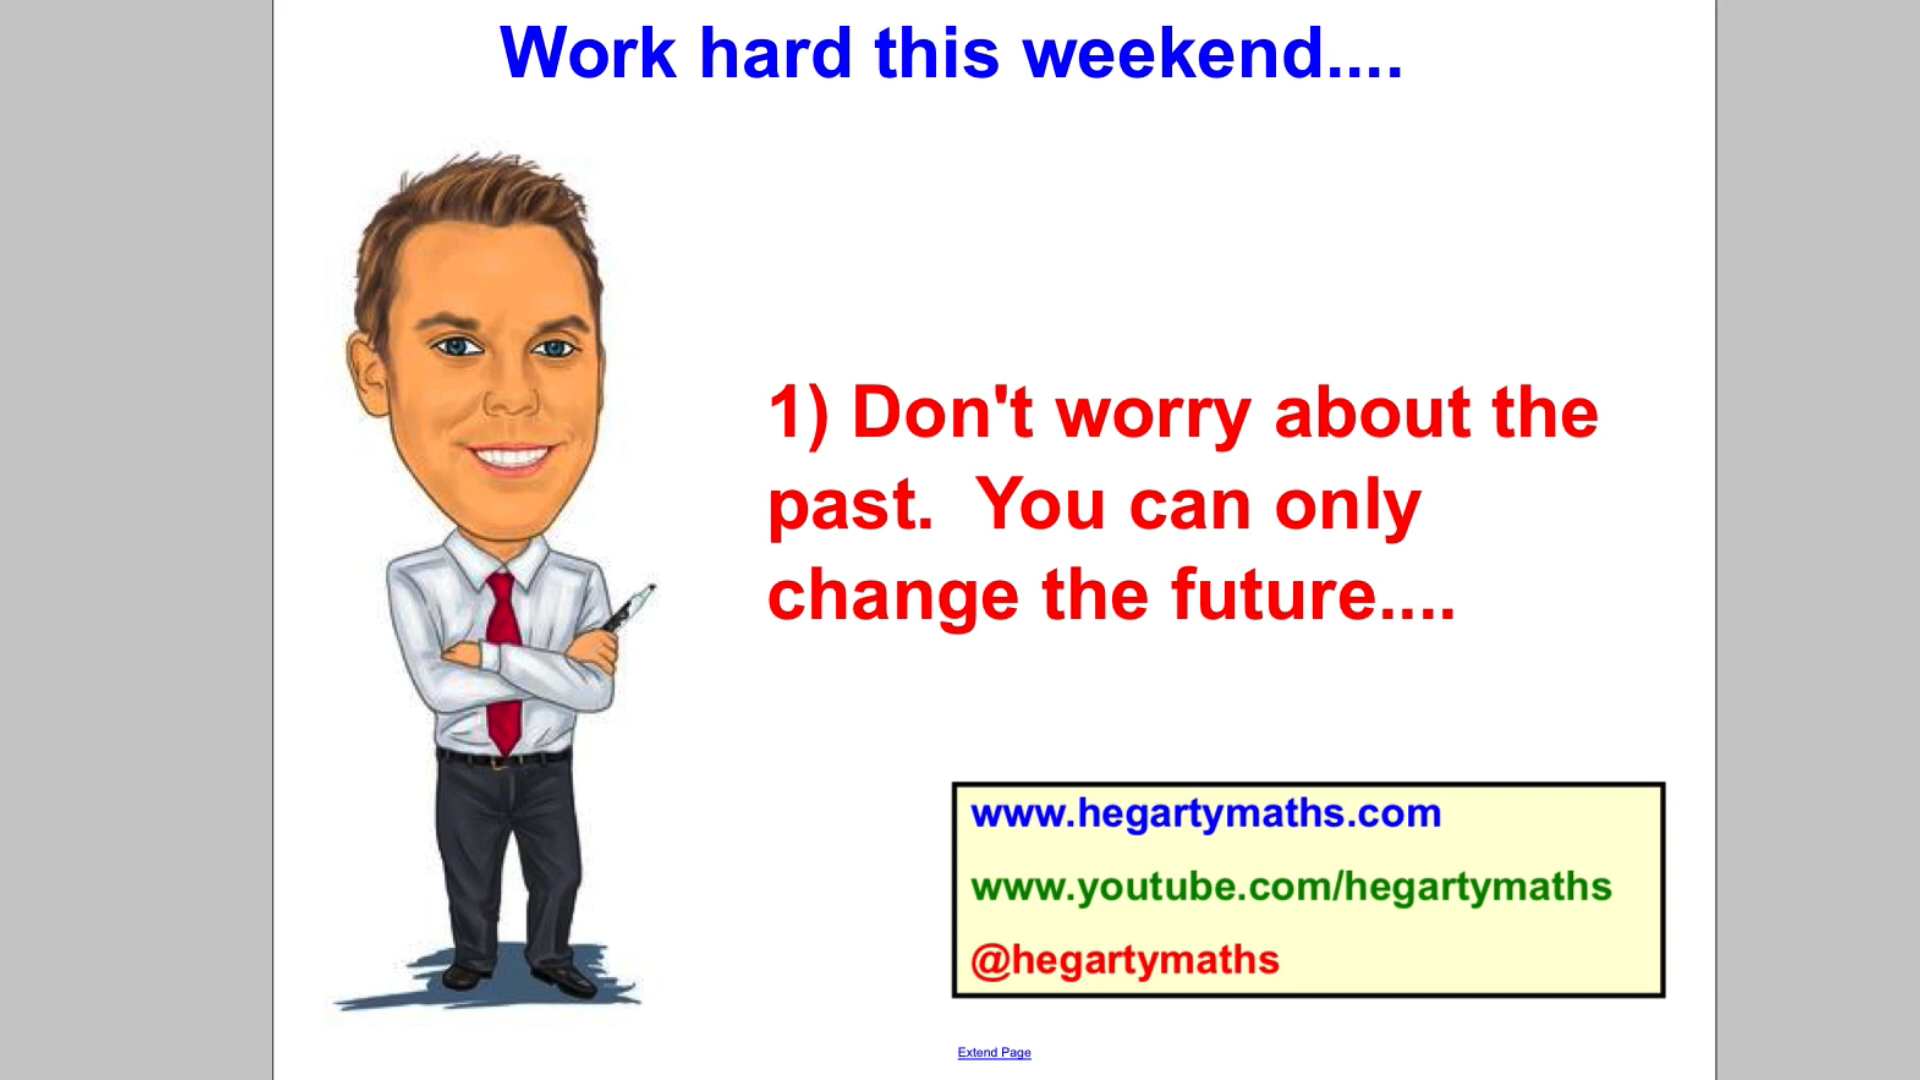 Work hard this weekend....
1) Don't worry about the
past.  You can only
change the future....
www.hegartymaths.com
www.youtube.com/hegartymaths
@hegartymaths
Extend Page